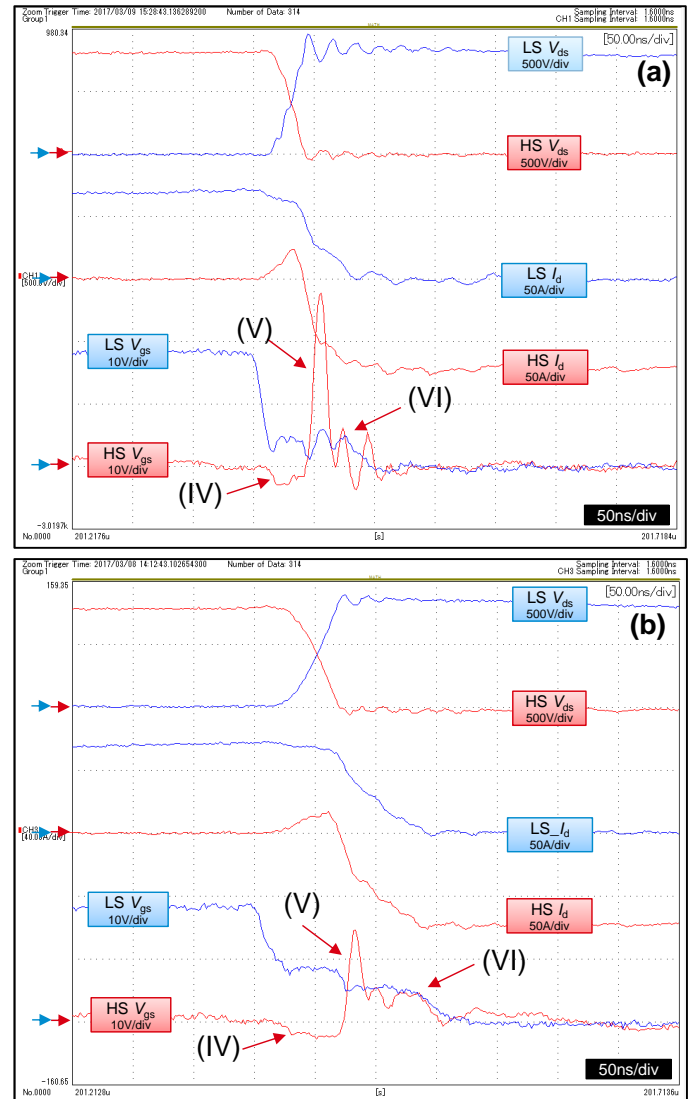 Zoom Trigger Time: 2017/03/09 15:28:43.136289200 Number of Data: 314 Sampling Interval: 1.6000ns
Group1 CH1 Sampling Interval: 1.6000ns
MATH
980.34
[50.00ns/div]
LS Vds
500V/div
(a)
HS Vds
500V/div
CH1
[500.0V/div]
LS Id
50A/div
LS Vgs
10V/div
(V)
HS Id
50A/div
(VI)
HS Vgs
10V/div
(IV)
50ns/div
-3.0197k
No.0000 201.2176u [s] 201.7184u
Zoom Trigger Time: 2017/03/08 14:12:43.102654300 Number of Data: 314 Sampling Interval: 1.6000ns
Group1 CH3 Sampling Interval: 1.6000ns
MATH
159.35
[50.00ns/div]
LS Vds
500V/div
(b)
HS Vds
500V/div
CH3
LS_Id
50A/div
LS Vgs
10V/div
(V)
HS Id
50A/div
(VI)
HS Vgs
10V/div
(IV)
50ns/div
-160.65
No.0000 201.2128u [s] 201.7136u